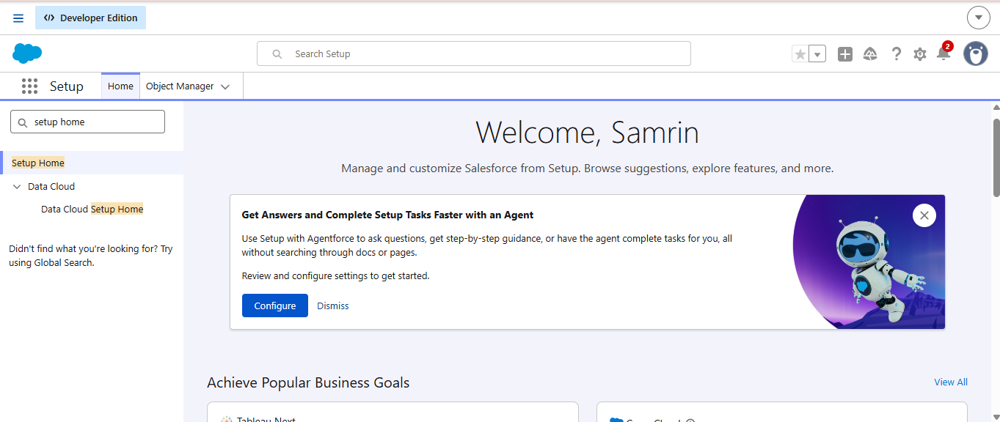 Developer Edition
Search Setup
2
Setup
Home
Object Manager
setup home
Setup Home
Data Cloud
Data Cloud Setup Home
Didn't find what you're looking for? Try
using Global Search.
Welcome, Samrin
Manage and customize Salesforce from Setup. Browse suggestions, explore features, and more.
Get Answers and Complete Setup Tasks Faster with an Agent
Use Setup with Agentforce to ask questions, get step-by-step guidance, or have the agent complete tasks for you, all
without searching through docs or pages.
Review and configure settings to get started.
Configure
Dismiss
Achieve Popular Business Goals
View All
Tableau Next